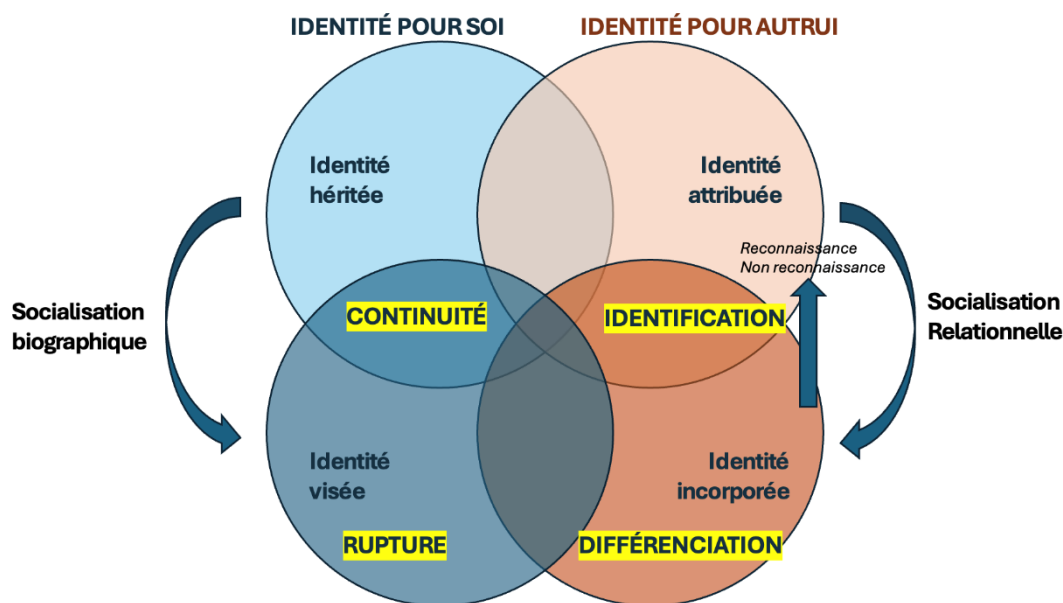 IDENTITÉ POUR SOI
IDENTITÉ POUR AUTRUI
Identité
héritée
Identité
attribuée
Reconnaissance
Non reconnaissance
Socialisation
biographique
CONTINUITÉ
IDENTIFICATION
Socialisation
Relationnelle
Identité
visée
Identité
incorporée
RUPTURE
DIFFÉRENCIATION